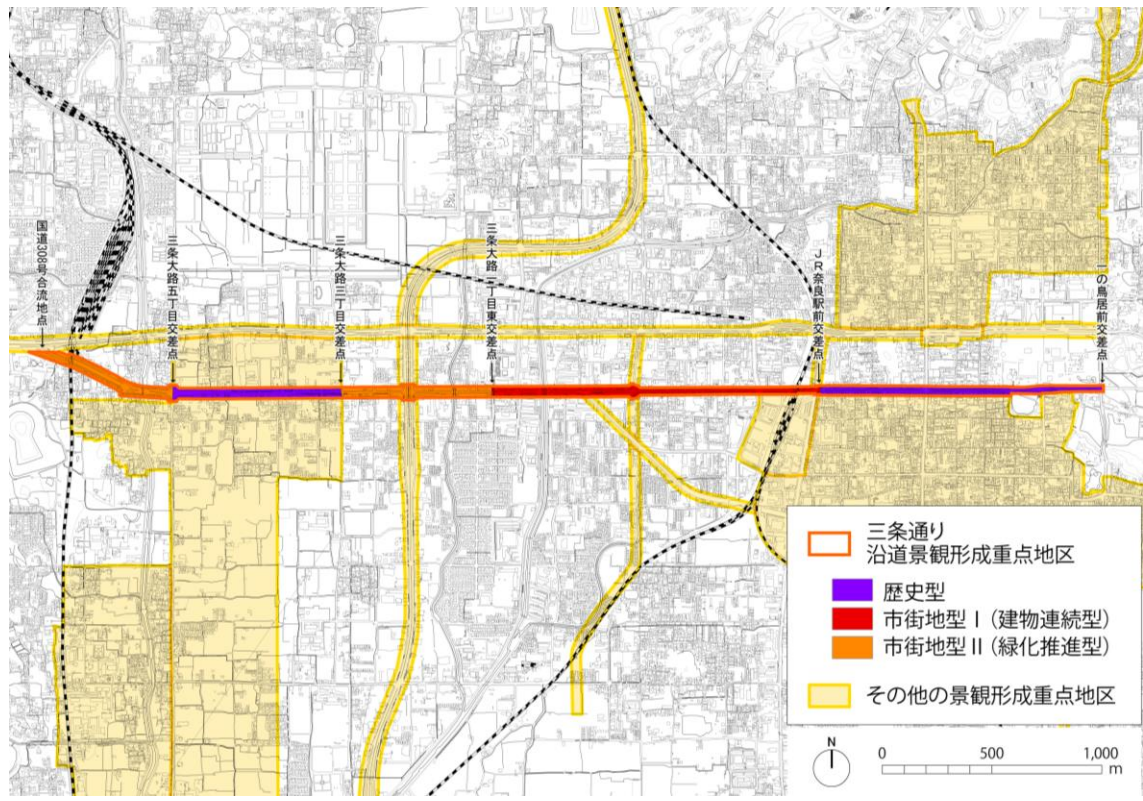 国道308号合流地点
三条大路五丁目交差点
三条大路三丁目交差点
三条大路一丁目東交差点
JR奈良駅前交差点
一の鳥居前交差点
三条通り
沿道景観形成重点地区
歴史型
市街地型Ⅰ(建物連続型)
市街地型Ⅱ(緑化推進型)
その他の景観形成重点地区
N
0 500 1,000
m